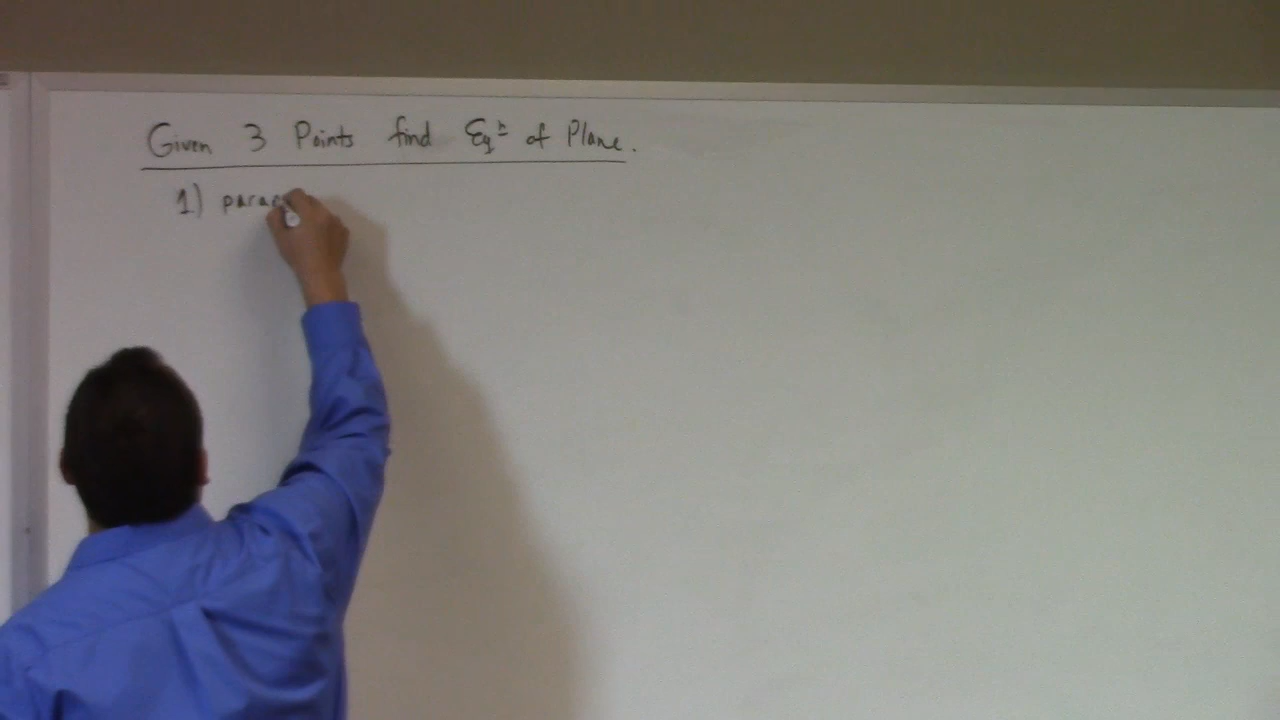 Given 3 Points find Eqⁿ of Plane.
1) para